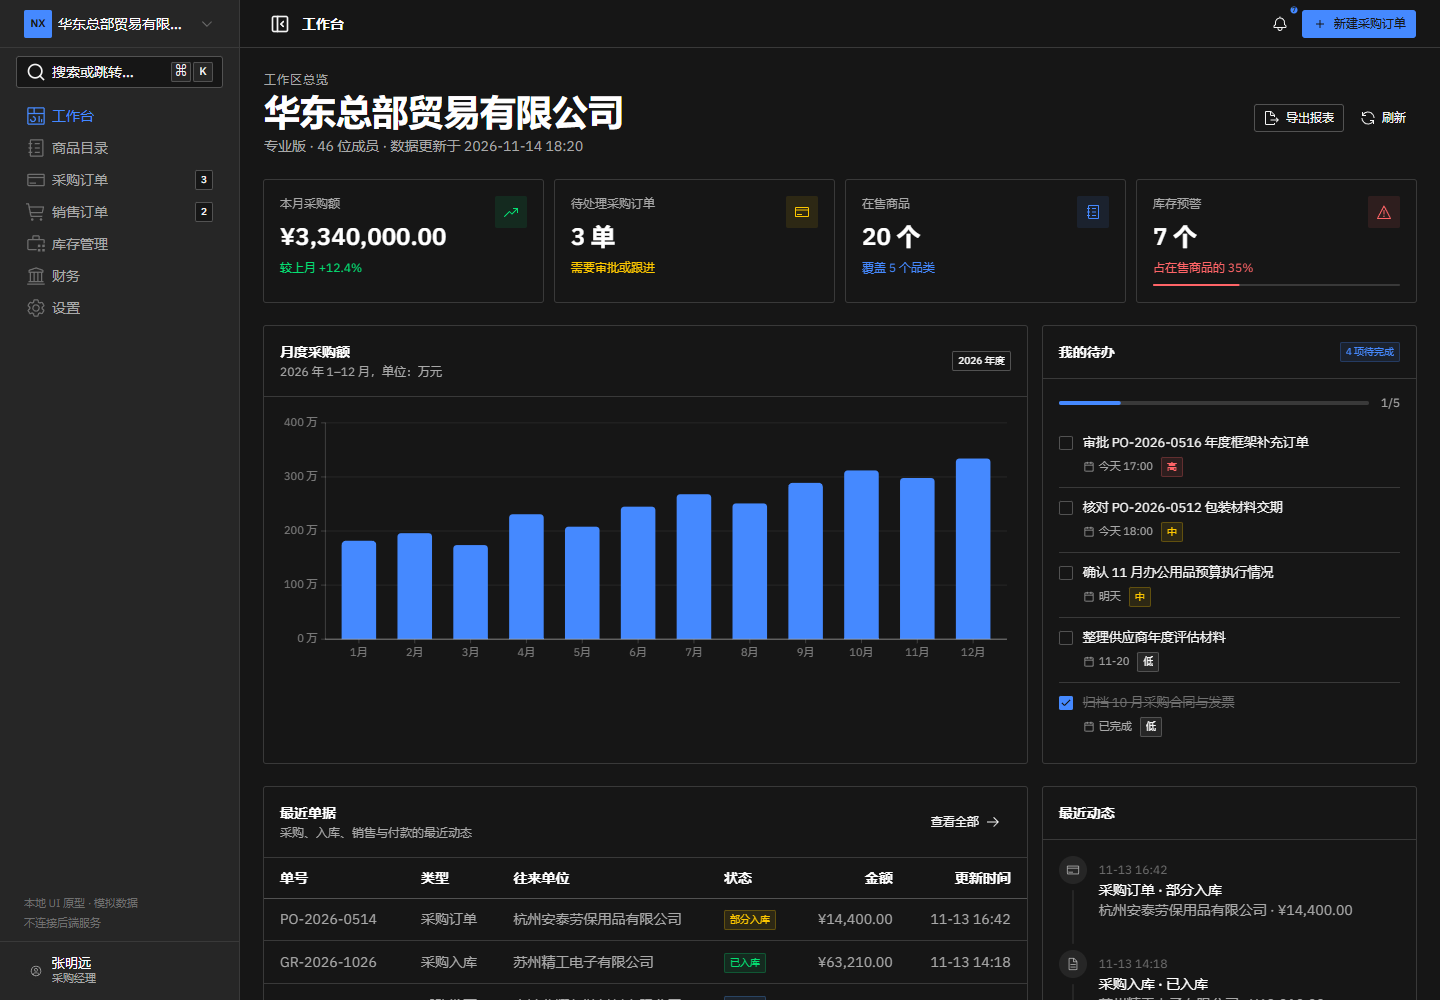 NX 华东总部贸易有限...
搜索或跳转... ⌘ K
工作台
商品目录
采购订单 3
销售订单 2
库存管理
财务
设置
本地 UI 原型 · 模拟数据
不连接后端服务
张明远
采购经理
工作台
新建采购订单
工作区总览
华东总部贸易有限公司
专业版 · 46 位成员 · 数据更新于 2026-11-14 18:20
导出报表
刷新
本月采购额
¥3,340,000.00
较上月 +12.4%
待处理采购订单
3 单
需要审批或跟进
在售商品
20 个
覆盖 5 个品类
库存预警
7 个
占在售商品的 35%
月度采购额
2026 年 1–12 月，单位：万元
2026 年度
400 万
300 万
200 万
100 万
0 万
1月 2月 3月 4月 5月 6月 7月 8月 9月 10月 11月 12月
我的待办
4 项待完成
1/5
审批 PO-2026-0516 年度框架补充订单
今天 17:00 高
核对 PO-2026-0512 包装材料交期
今天 18:00 中
确认 11 月办公用品预算执行情况
明天 中
整理供应商年度评估材料
11-20 低
归档 10 月采购合同与发票
已完成 低
最近单据
采购、入库、销售与付款的最近动态
查看全部
单号 类型 往来单位 状态 金额 更新时间
PO-2026-0514 采购订单 杭州安泰劳保用品有限公司 部分入库 ¥14,400.00 11-13 16:42
GR-2026-1026 采购入库 苏州精工电子有限公司 已入库 ¥63,210.00 11-13 14:18
最近动态
11-13 16:42
采购订单 · 部分入库
杭州安泰劳保用品有限公司 · ¥14,400.00
11-13 14:18
采购入库 · 已入库